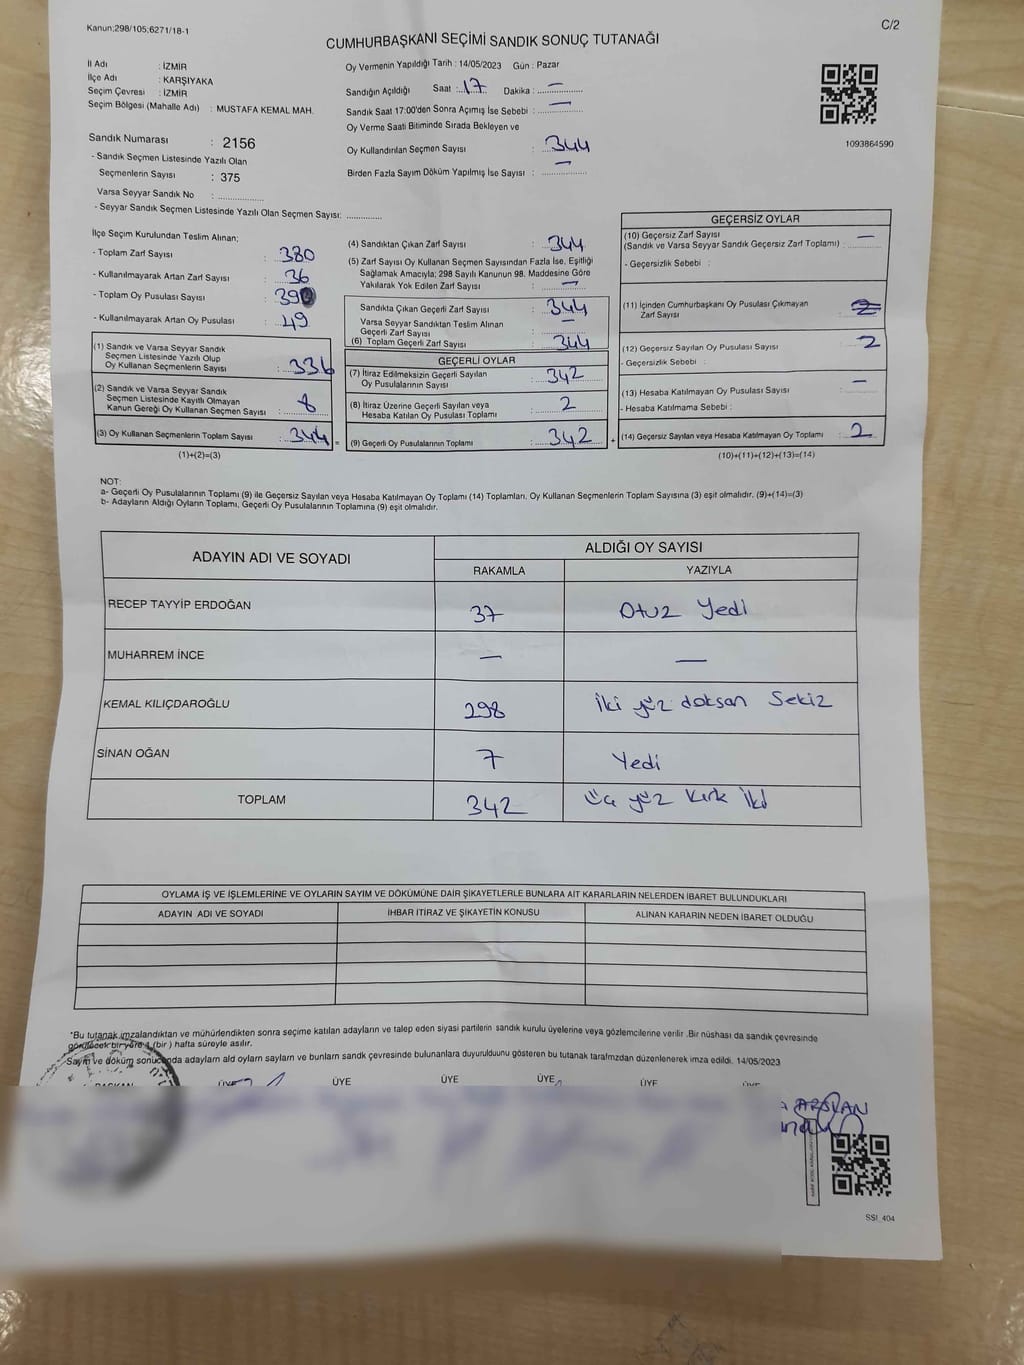 Kanun;298/105;6271/18-1
C/2
CUMHURBAŞKANI SEÇİMİ SANDIK SONUÇ TUTANAĞI
İl Adı : İZMİR
İlçe Adı : KARŞIYAKA
Seçim Çevresi : İZMİR
Seçim Bölgesi (Mahalle Adı) : MUSTAFA KEMAL MAH.
Sandık Numarası : 2156
- Sandık Seçmen Listesinde Yazılı Olan
Seçmenlerin Sayısı : 375
Varsa Seyyar Sandık No : ..................
- Seyyar Sandık Seçmen Listesinde Yazılı Olan Seçmen Sayısı: ..............
Oy Vermenin Yapıldığı Tarih : 14/05/2023 Gün : Pazar
Sandığın Açıldığı Saat : 17 Dakika : —
Sandık Saat 17:00'den Sonra Açımış İse Sebebi : —
Oy Verme Saati Bitiminde Sırada Bekleyen ve
Oy Kullandırılan Seçmen Sayısı : 344
Birden Fazla Sayım Döküm Yapılmış İse Sayısı : —
1093864590
İlçe Seçim Kurulundan Teslim Alınan;
- Toplam Zarf Sayısı : 380
- Kullanılmayarak Artan Zarf Sayısı : 36
- Toplam Oy Pusulası Sayısı : 390
- Kullanılmayarak Artan Oy Pusulası : 49
(1) Sandık ve Varsa Seyyar Sandık
Seçmen Listesinde Yazılı Olup
Oy Kullanan Seçmenlerin Sayısı : 336
(2) Sandık ve Varsa Seyyar Sandık
Seçmen Listesinde Kayıtlı Olmayan
Kanun Gereği Oy Kullanan Seçmen Sayısı : 8
(3) Oy Kullanan Seçmenlerin Toplam Sayısı : 344 =
(1)+(2)=(3)
(4) Sandıktan Çıkan Zarf Sayısı : 344
(5) Zarf Sayısı Oy Kullanan Seçmen Sayısından Fazla İse, Eşitliği
Sağlamak Amacıyla; 298 Sayılı Kanunun 98. Maddesine Göre
Yakılarak Yok Edilen Zarf Sayısı : —
Sandıkta Çıkan Geçerli Zarf Sayısı : 344
Varsa Seyyar Sandıktan Teslim Alınan
Geçerli Zarf Sayısı : —
(6) Toplam Geçerli Zarf Sayısı : 344
GEÇERLİ OYLAR
(7) İtiraz Edilmeksizin Geçerli Sayılan
Oy Pusulalarının Sayısı : 342
(8) İtiraz Üzerine Geçerli Sayılan veya
Hesaba Katılan Oy Pusulası Toplamı : 2
(9) Geçerli Oy Pusulalarının Toplamı : 342 +
GEÇERSİZ OYLAR
(10) Geçersiz Zarf Sayısı
(Sandık ve Varsa Seyyar Sandık Geçersiz Zarf Toplamı) : —
- Geçersizlik Sebebi :
(11) İçinden Cumhurbaşkanı Oy Pusulası Çıkmayan
Zarf Sayısı :
(12) Geçersiz Sayılan Oy Pusulası Sayısı : 2
- Geçersizlik Sebebi :
(13) Hesaba Katılmayan Oy Pusulası Sayısı : —
- Hesaba Katılmama Sebebi :
(14) Geçersiz Sayılan veya Hesaba Katılmayan Oy Toplamı : 2
(10)+(11)+(12)+(13)=(14)
NOT:
a- Geçerli Oy Pusulalarının Toplamı (9) ile Geçersiz Sayılan veya Hesaba Katılmayan Oy Toplamı (14) Toplamları, Oy Kullanan Seçmenlerin Toplam Sayısına (3) eşit olmalıdır. (9)+(14)=(3)
b- Adayların Aldığı Oyların Toplamı, Geçerli Oy Pusulalarının Toplamına (9) eşit olmalıdır.
ADAYIN ADI VE SOYADI ALDIĞI OY SAYISI
RAKAMLA YAZIYLA
RECEP TAYYİP ERDOĞAN 37 Otuz Yedi
MUHARREM İNCE — —
KEMAL KILIÇDAROĞLU 298 İki yüz doksan Sekiz
SİNAN OĞAN 7 Yedi
TOPLAM 342 Üç yüz Kırk İki
OYLAMA İŞ VE İŞLEMLERİNE VE OYLARIN SAYIM VE DÖKÜMÜNE DAİR ŞİKAYETLERLE BUNLARA AİT KARARLARIN NELERDEN İBARET BULUNDUKLARI
ADAYIN ADI VE SOYADI İHBAR İTİRAZ VE ŞİKAYETİN KONUSU ALINAN KARARIN NEDEN İBARET OLDUĞU
*Bu tutanak imzalandıktan ve mühürlendikten sonra seçime katılan adayların ve talep eden siyasi partilerin sandık kurulu üyelerine veya gözlemcilerine verilir .Bir nüshası da sandık çevresinde
görülecek bir yere 1 (bir ) hafta süreyle asılır.
Sayım ve döküm sonucunda adayların ald oyların sayları ve bunların sandık çevresinde bulunanlara duyurulduunu gösteren bu tutanak tarafımzdan düzenlenerek imza edildi. 14/05/2023
BAŞKAN ÜYE ÜYE ÜYE ÜYE ÜYE
ARSLAN
SSI_404